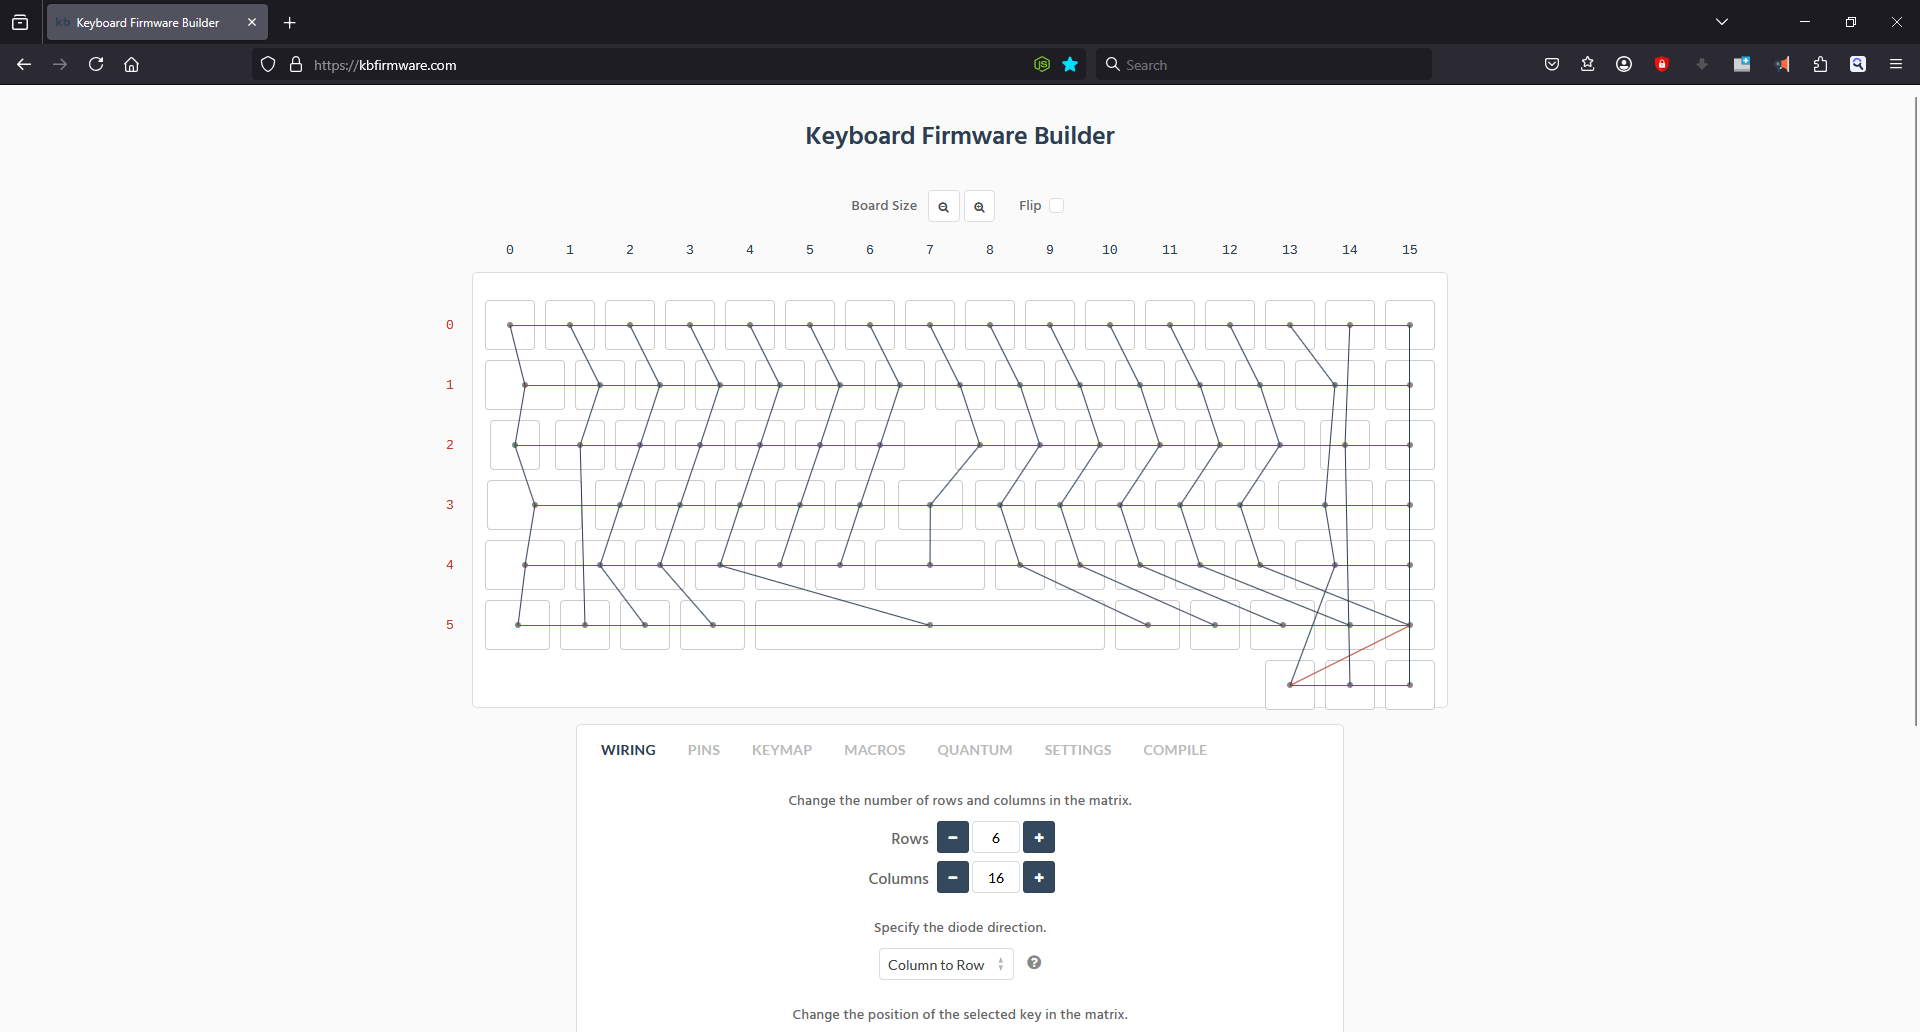 kb Keyboard Firmware Builder
https://kbfirmware.com
Search
Keyboard Firmware Builder
Board Size
Flip
0 1 2 3 4 5 6 7 8 9 10 11 12 13 14 15
0
1
2
3
4
5
WIRING PINS KEYMAP MACROS QUANTUM SETTINGS COMPILE
Change the number of rows and columns in the matrix.
Rows − 6 +
Columns − 16 +
Specify the diode direction.
Column to Row ?
Change the position of the selected key in the matrix.